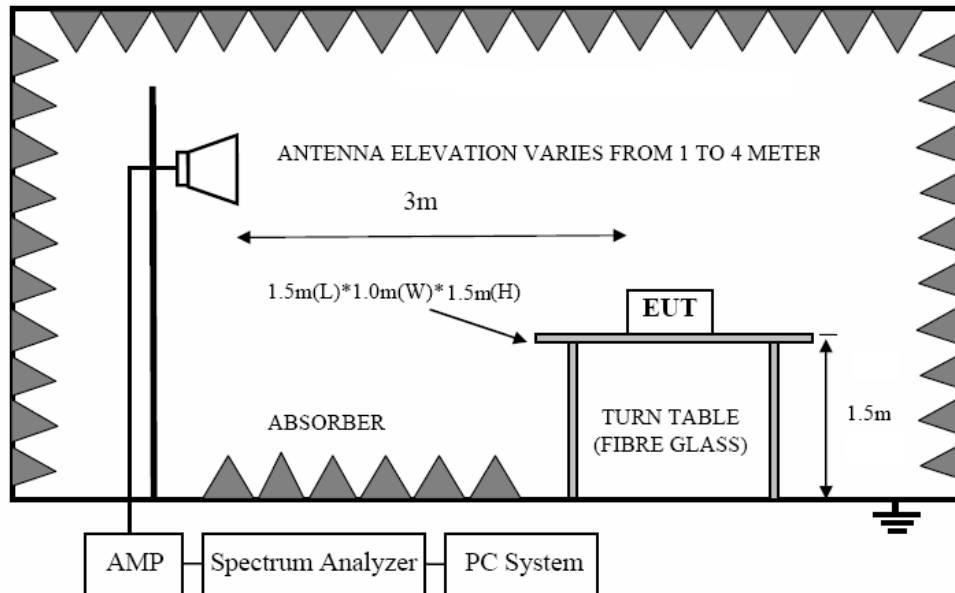 ANTENNA ELEVATION VARIES FROM 1 TO 4 METER
3m
1.5m(L)*1.0m(W)*1.5m(H)
EUT
ABSORBER
TURN TABLE
(FIBRE GLASS)
1.5m
AMP
Spectrum Analyzer
PC System